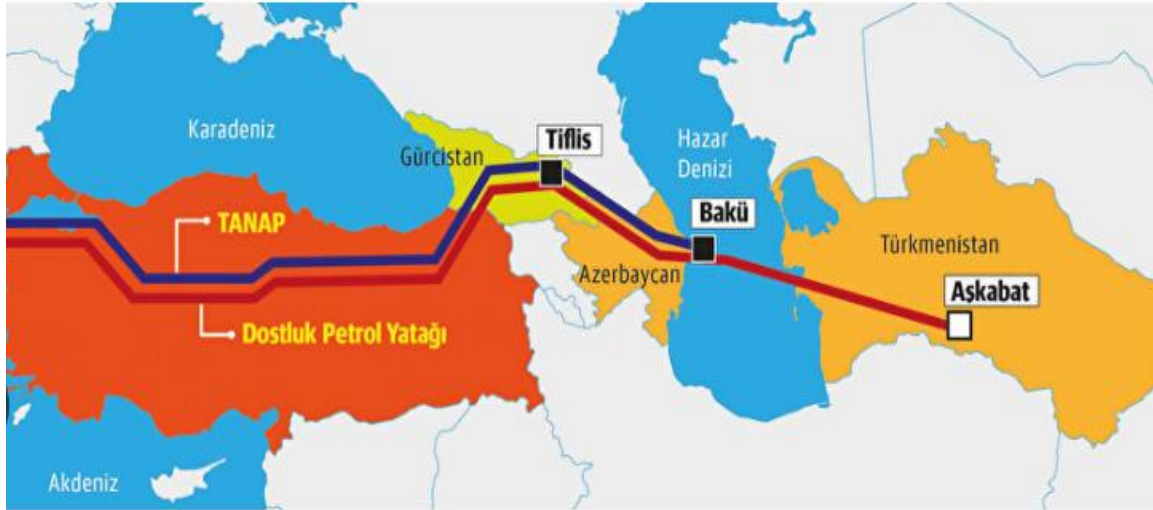 Karadeniz
Gürcistan
Tiflis
Hazar
Denizi
Bakü
TANAP
Türkmenistan
Azerbaycan
Aşkabat
Dostluk Petrol Yatağı
Akdeniz